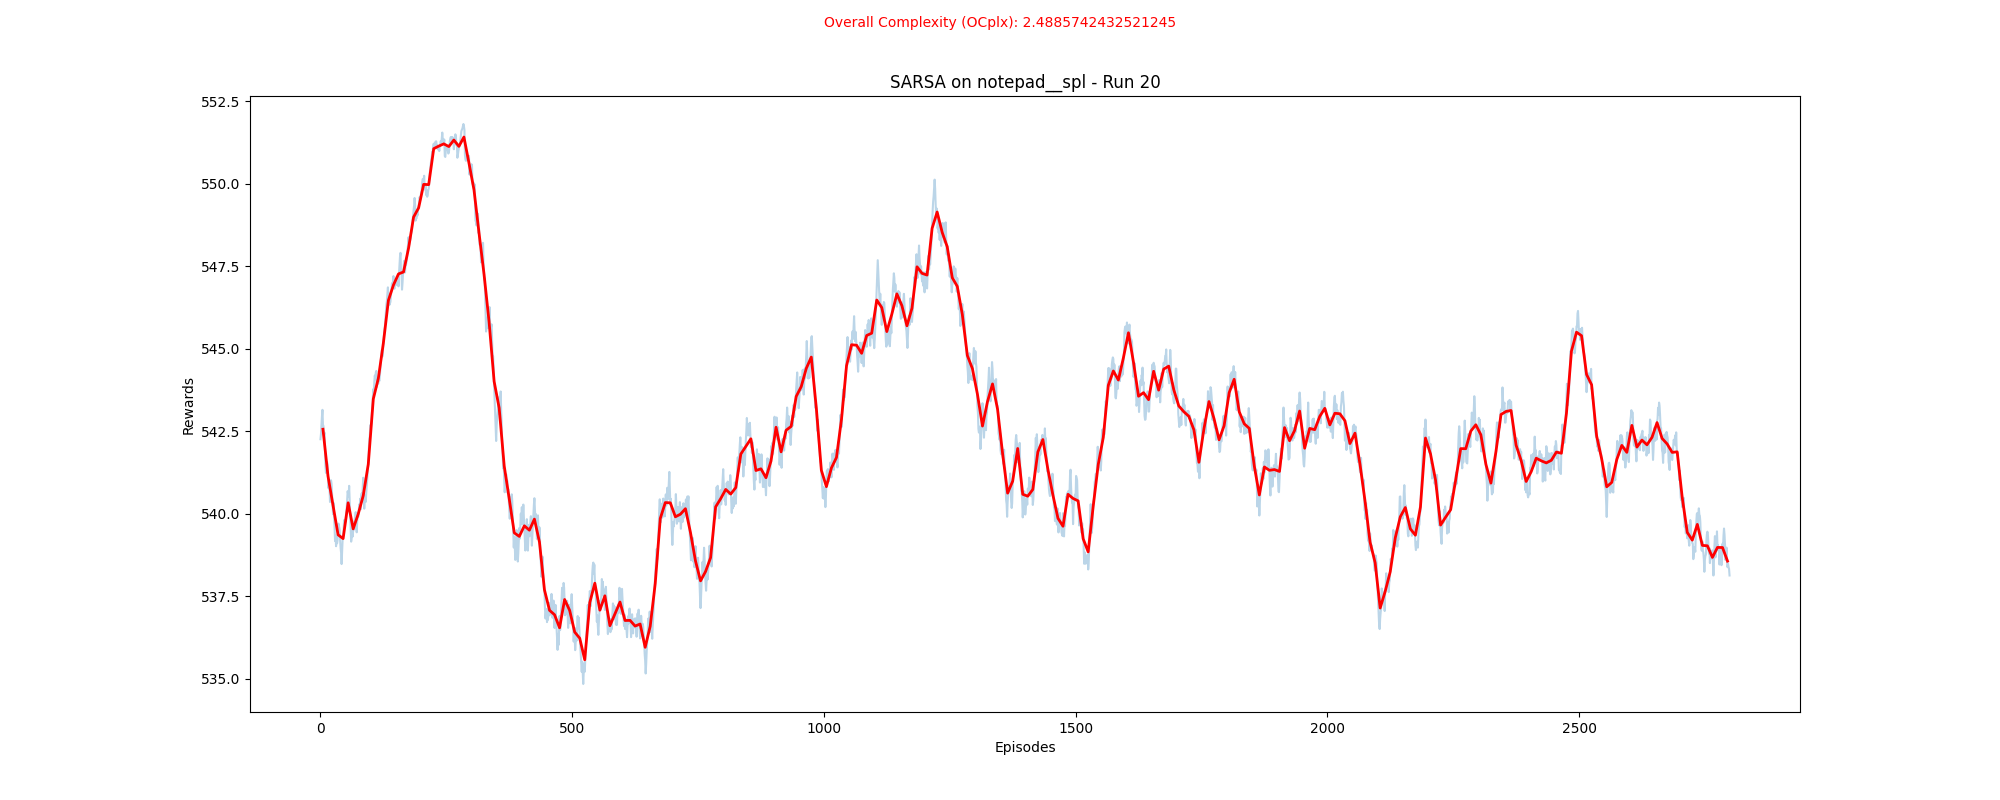 Overall Complexity (OCplx): 2.4885742432521245
SARSA on notepad__spl - Run 20
552.5
550.0
547.5
545.0
542.5
540.0
537.5
535.0
Rewards
0 500 1000 1500 2000 2500
Episodes